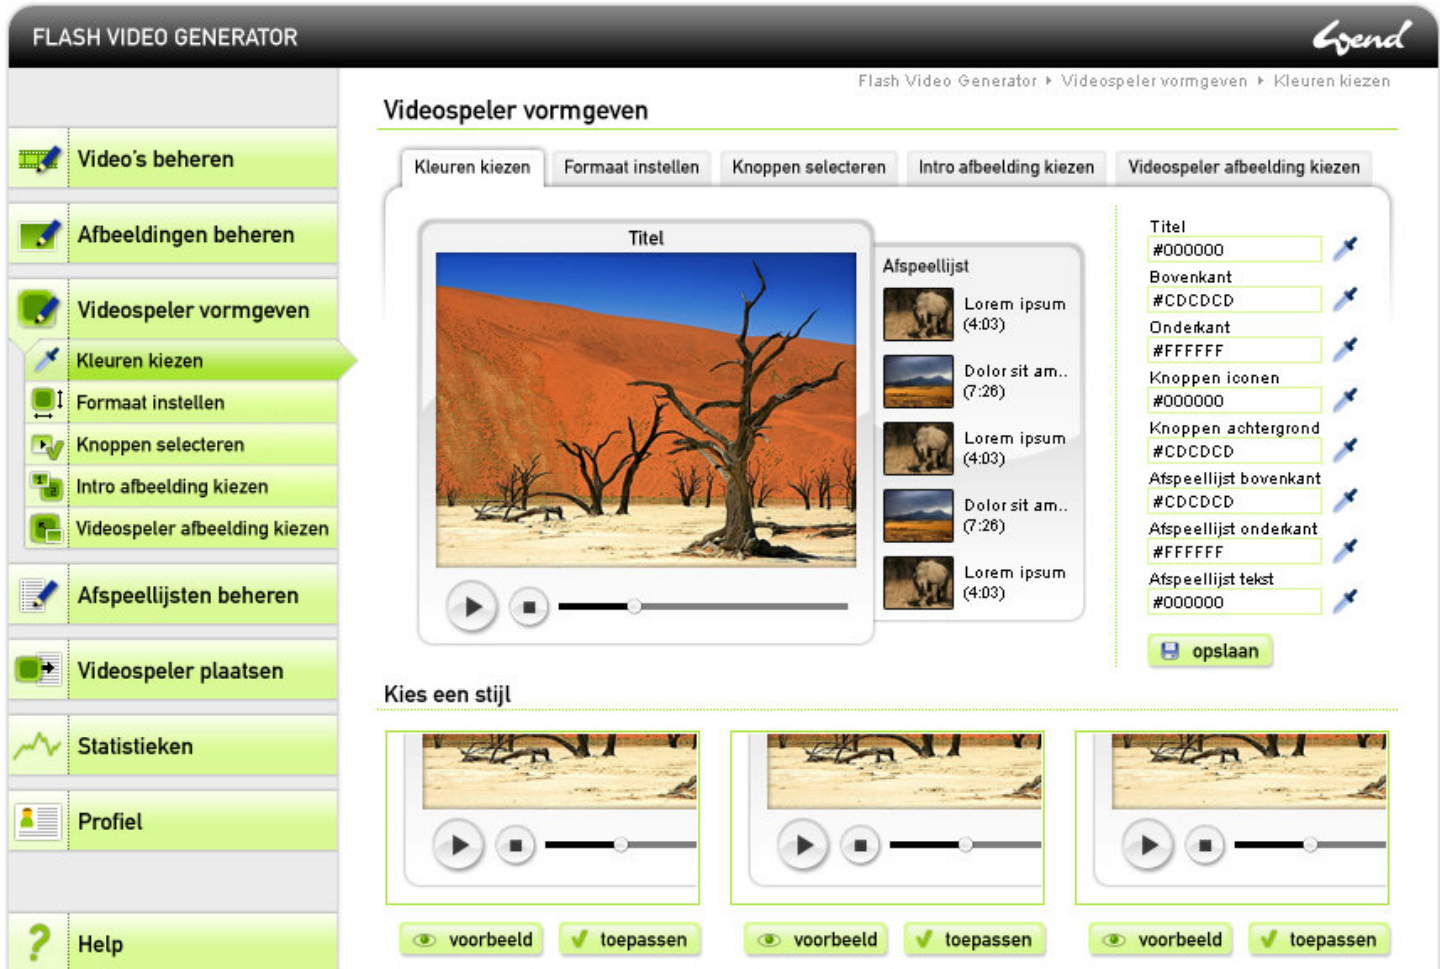 FLASH VIDEO GENERATOR
Wend
Flash Video Generator Videospeler vormgeven Kleuren kiezen
Videospeler vormgeven
Video's beheren
Afbeeldingen beheren
Videospeler vormgeven
Kleuren kiezen
Formaat instellen
Knoppen selecteren
Intro afbeelding kiezen
Videospeler afbeelding kiezen
Afspeellijsten beheren
Videospeler plaatsen
Statistieken
Profiel
Help
Kleuren kiezen Formaat instellen Knoppen selecteren Intro afbeelding kiezen Videospeler afbeelding kiezen
Titel
Afspeellijst
Lorem ipsum
(4:03)
Dolor sit am..
(7:26)
Lorem ipsum
(4:03)
Dolor sit am..
(7:26)
Lorem ipsum
(4:03)
Titel
#000000
Bovenkant
#CDCDCD
Onderkant
#FFFFFF
Knoppen iconen
#000000
Knoppen achtergrond
#CDCDCD
Afspeellijst bovenkant
#CDCDCD
Afspeellijst onderkant
#FFFFFF
Afspeellijst tekst
#000000
opslaan
Kies een stijl
1
2
voorbeeld toepassen voorbeeld toepassen voorbeeld toepassen